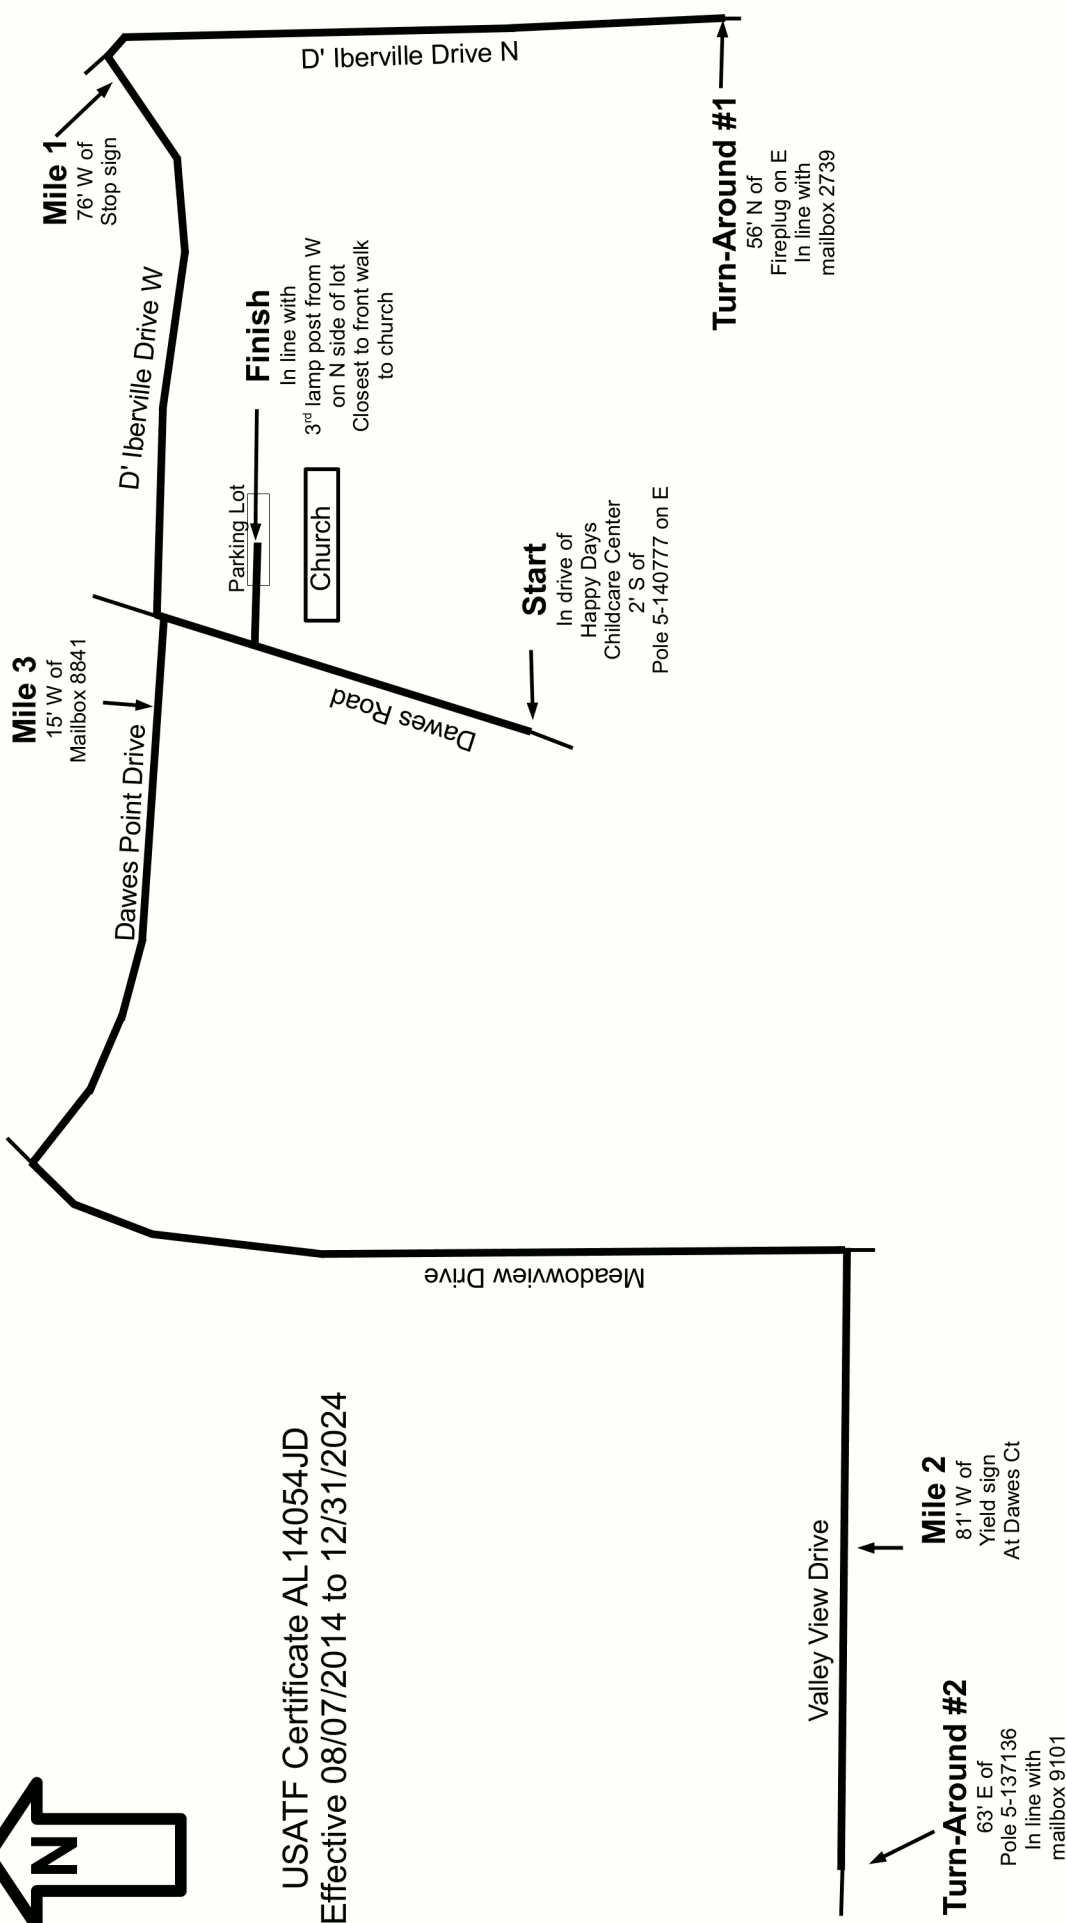 D' Iberville Drive N
Mile 1
76' W of
Stop sign
Turn-Around #1
56' N of
Fireplug on E
In line with
mailbox 2739
D' Iberville Drive W
Finish
In line with
3rd lamp post from W
on N side of lot
Closest to front walk
to church
Parking Lot
Church
Start
In drive of
Happy Days
Childcare Center
2' S of
Pole 5-140777 on E
Mile 3
15' W of
Mailbox 8841
Dawes Road
Dawes Point Drive
Meadowview Drive
USATF Certificate AL14054JD
Effective 08/07/2014 to 12/31/2024
Valley View Drive
Mile 2
81' W of
Yield sign
At Dawes Ct
Turn-Around #2
63' E of
Pole 5-137136
In line with
mailbox 9101
N